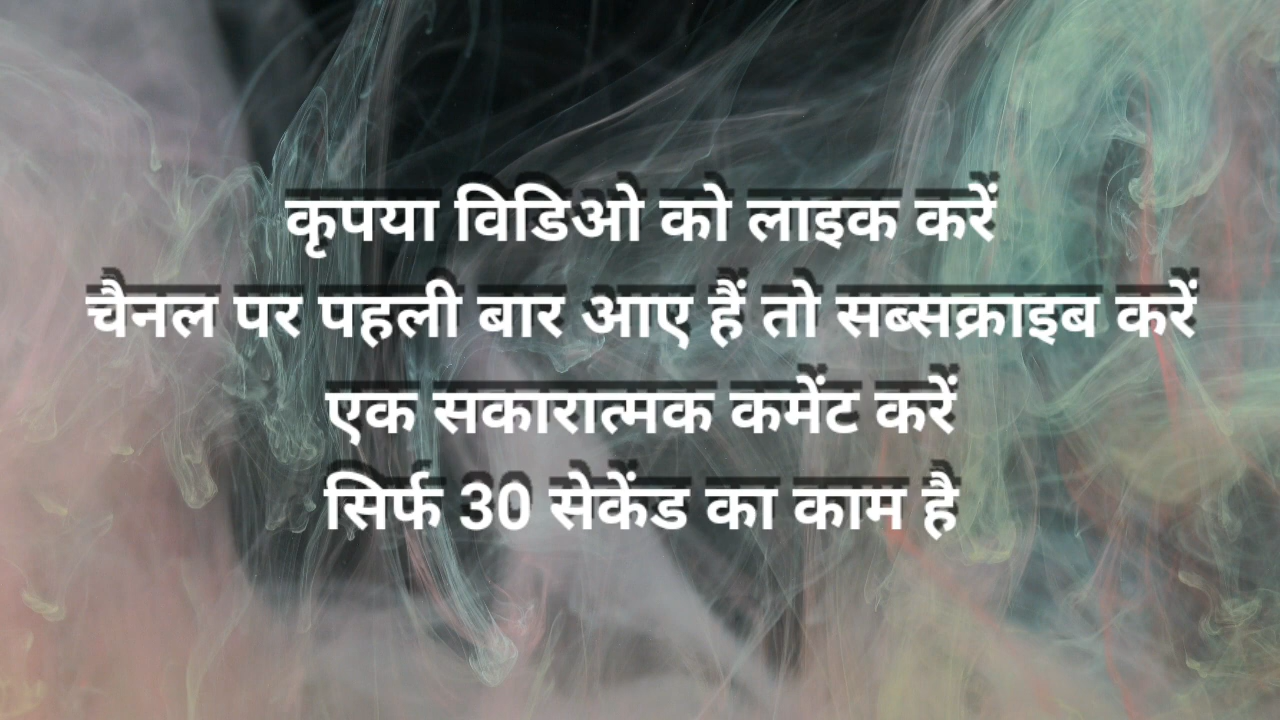 कृपया विडिओ को लाइक करें
चैनल पर पहली बार आए हैं तो सब्सक्राइब करें
एक सकारात्मक कमेंट करें
सिर्फ 30 सेकेंड का काम है